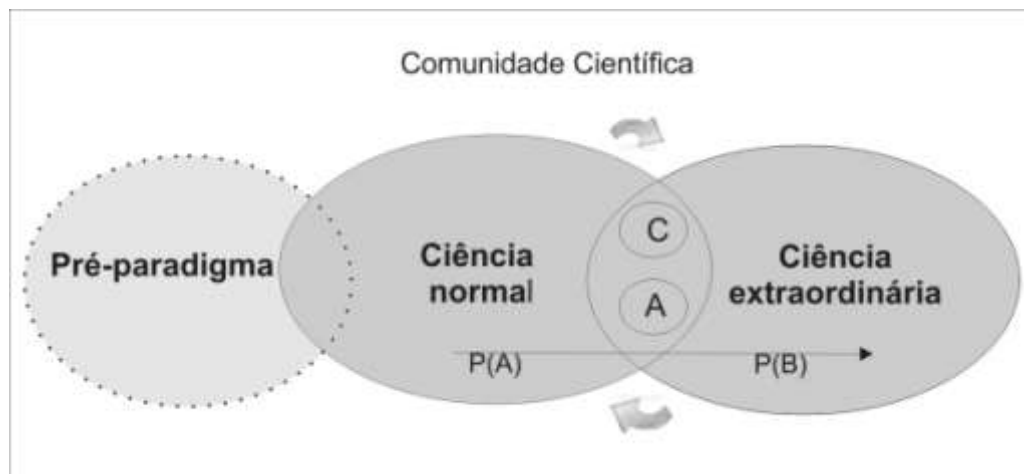 Comunidade Científica
Pré-paradigma
Ciência
normal
C
A
Ciência
extraordinária
P(A)
P(B)